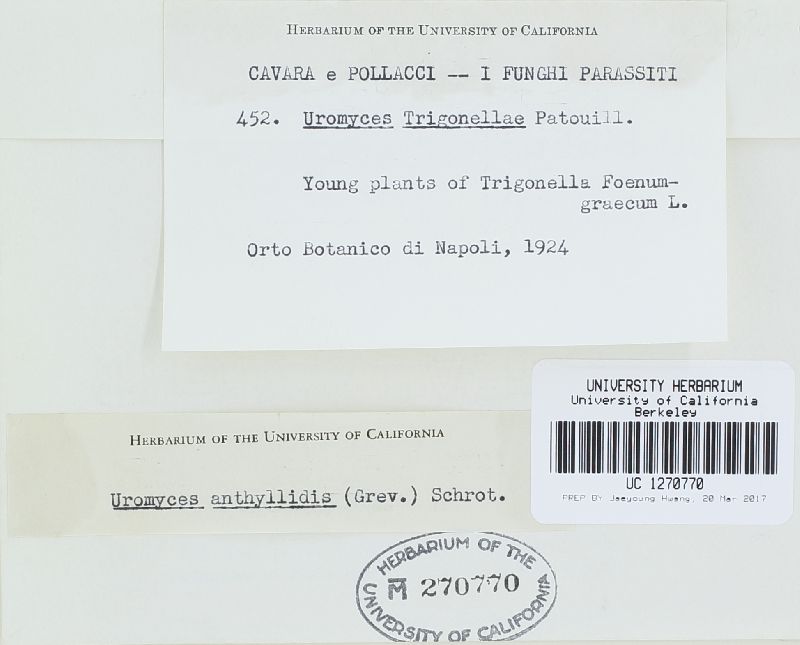 HERBARIUM OF THE UNIVERSITY OF CALIFORNIA
CAVARA e POLLACCI -- I FUNGHI PARASSITI
452. Uromyces Trigonellae Patouill.
Young plants of Trigonella Foenum-
graecum L.
Orto Botanico di Napoli, 1924
UNIVERSITY HERBARIUM
University of California
Berkeley
UC 1270770
PREP BY Jaeyoung Hwang, 20 Mar 2017
HERBARIUM OF THE UNIVERSITY OF CALIFORNIA
Uromyces anthyllidis (Grev.) Schrot.
HERBARIUM OF THE
M 270770
UNIVERSITY OF CALIFORNIA